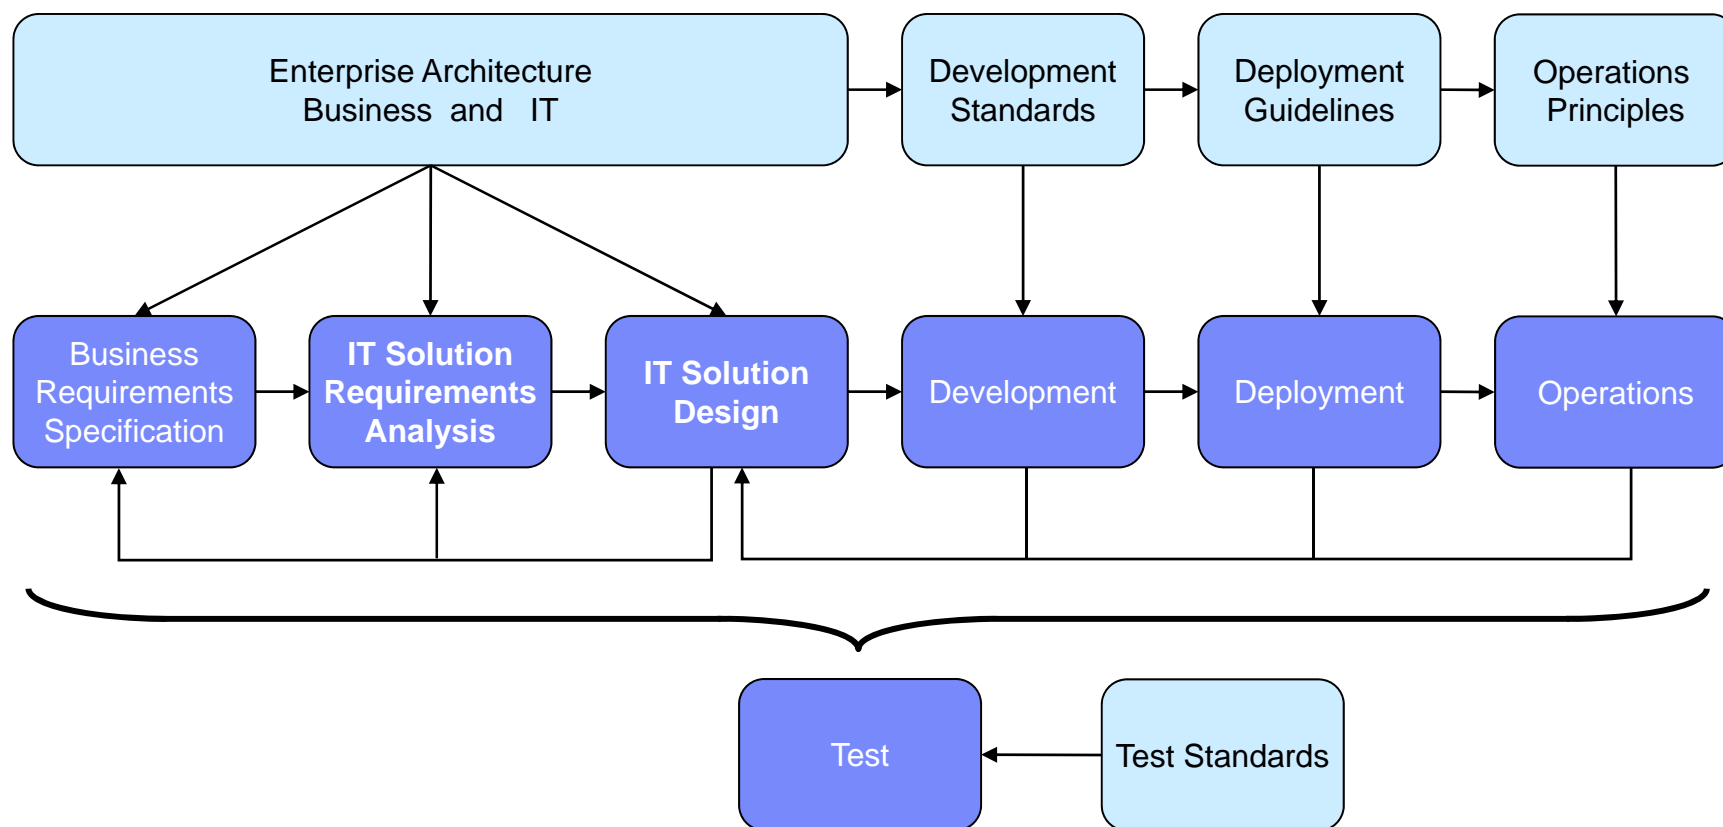 Enterprise Architecture
Business and IT
Development
Standards
Deployment
Guidelines
Operations
Principles
Business
Requirements
Specification
IT Solution
Requirements
Analysis
IT Solution
Design
Development
Deployment
Operations
Test
Test Standards